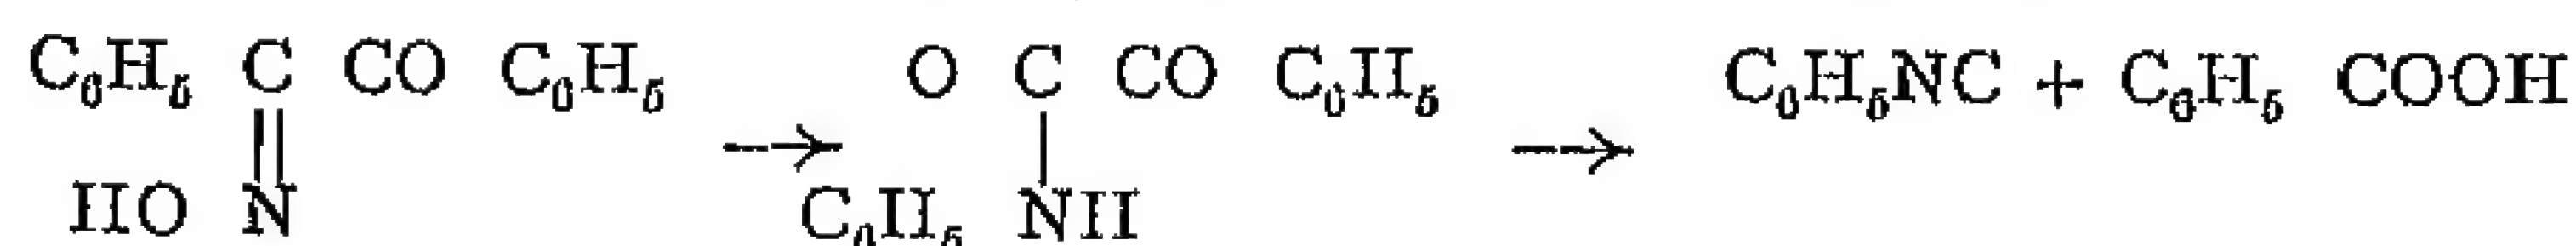 C₆H₅ C CO C₆H₅ → O C CO C₆H₅ → C₆H₅NC + C₆H₅ COOH
HO N C₆H₅ NH